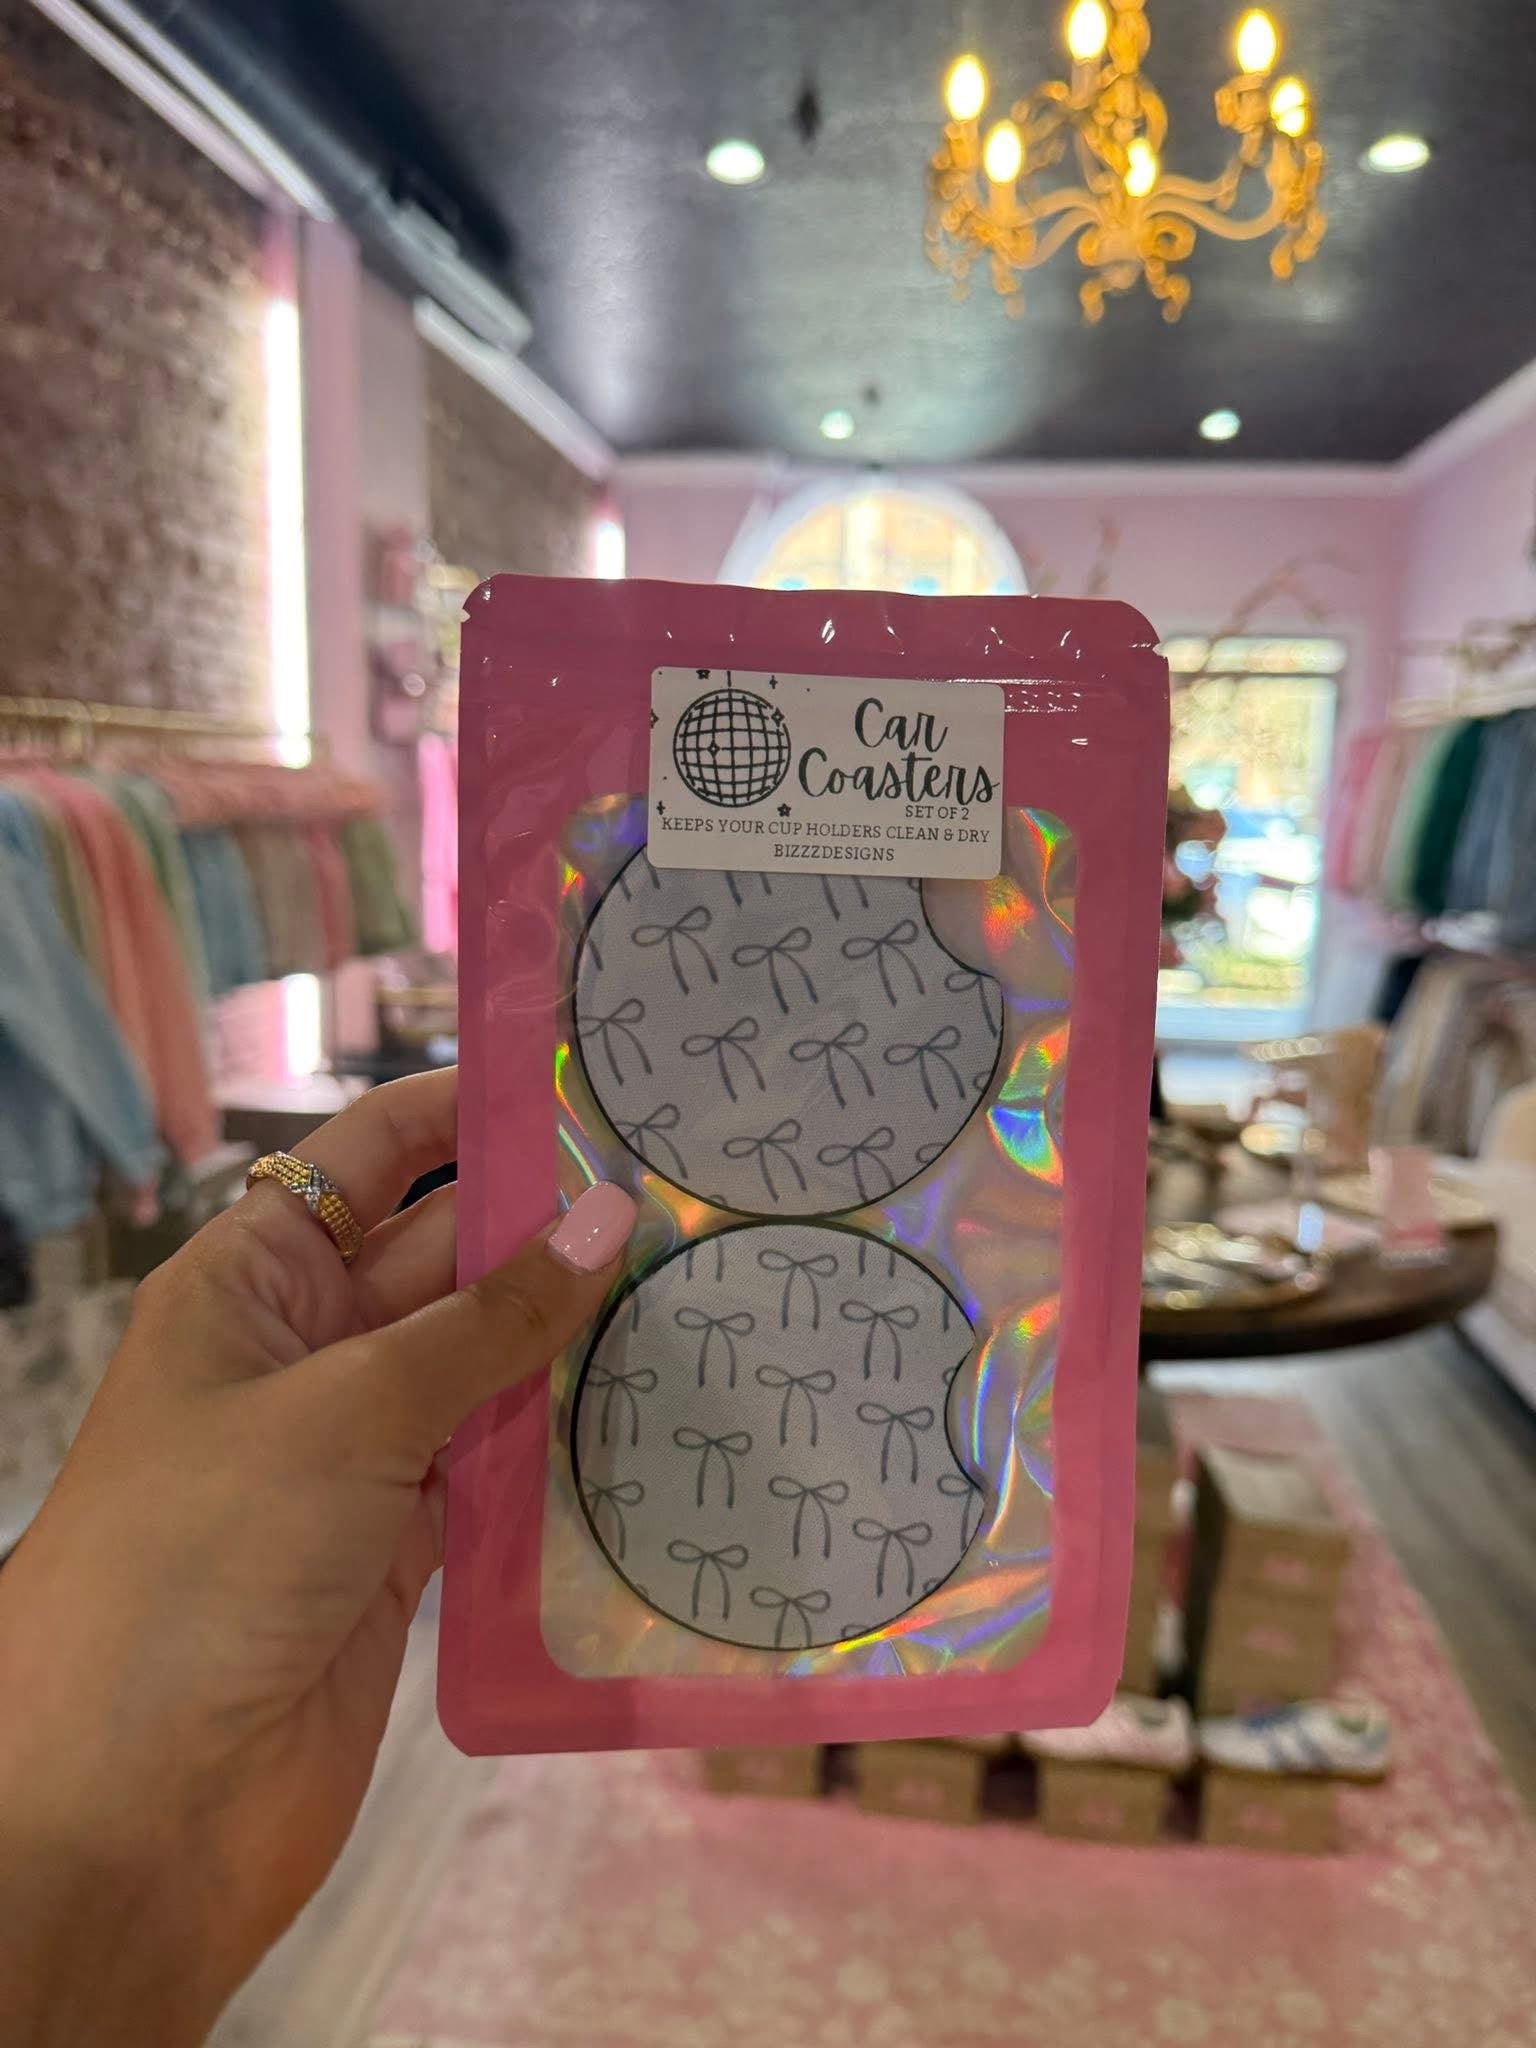 Car
Coasters
SET OF 2
KEEPS YOUR CUP HOLDERS CLEAN & DRY
BIZZZDESIGNS